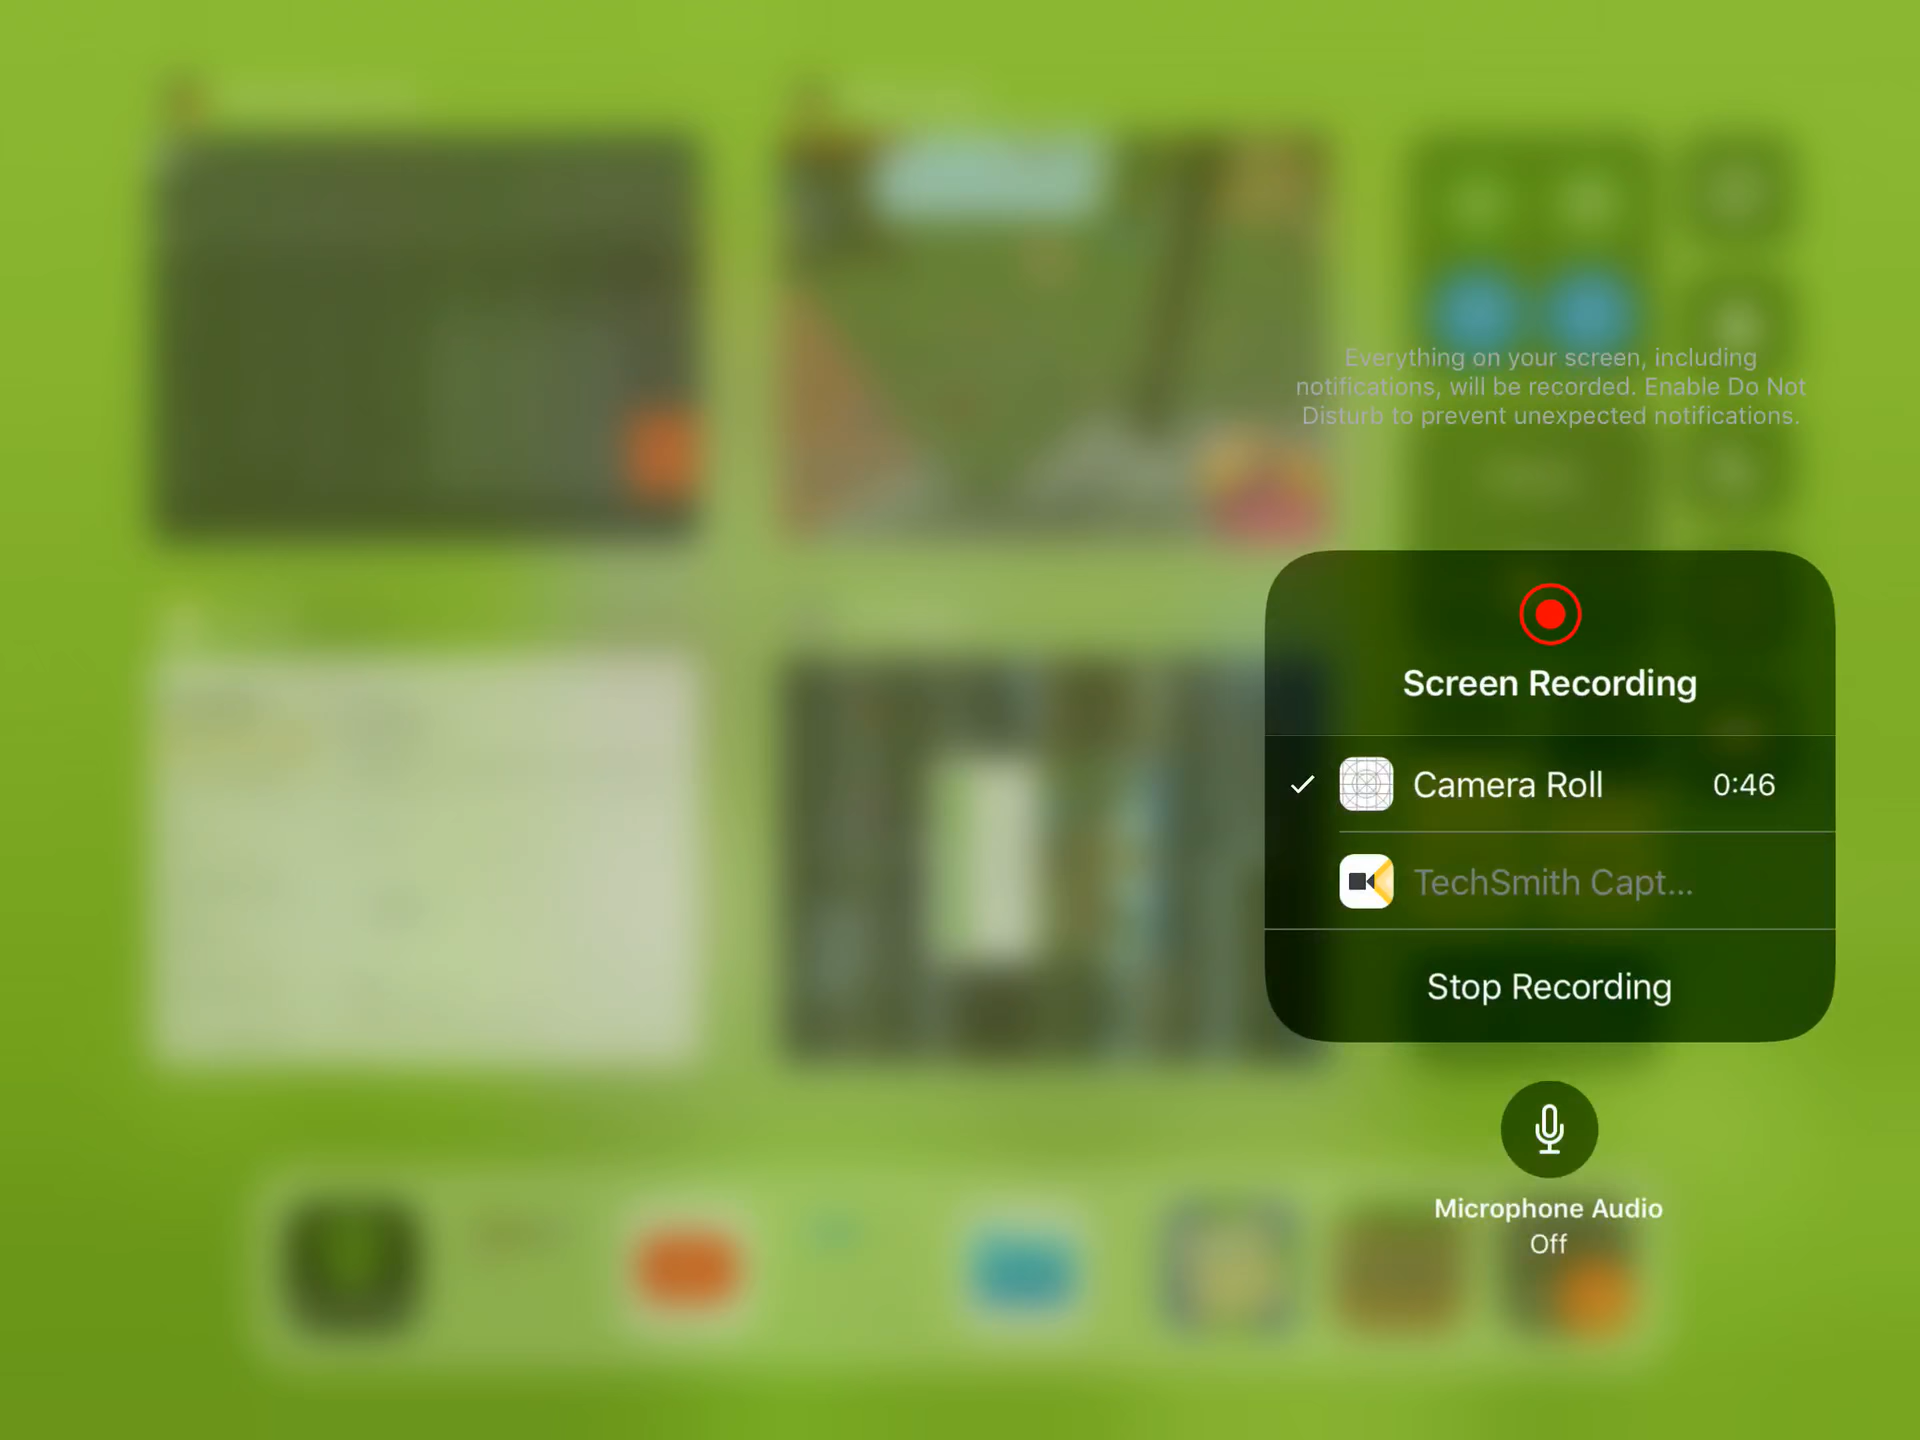 Everything on your screen, including
notifications, will be recorded. Enable Do Not
Disturb to prevent unexpected notifications.
Screen Recording
Camera Roll 0:46
TechSmith Capt...
Stop Recording
Microphone Audio
Off